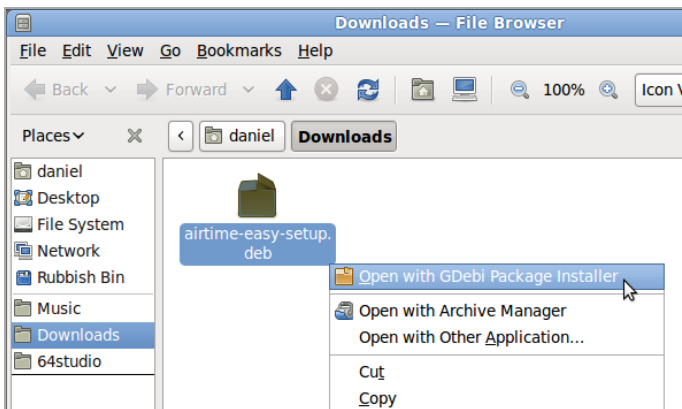 Downloads — File Browser
File Edit View Go Bookmarks Help
Back Forward 100% Icon V
Places daniel Downloads
daniel
Desktop
File System
Network
Rubbish Bin
Music
Downloads
64studio
airtime-easy-setup.
deb
Open with GDebi Package Installer
Open with Archive Manager
Open with Other Application...
Cut
Copy